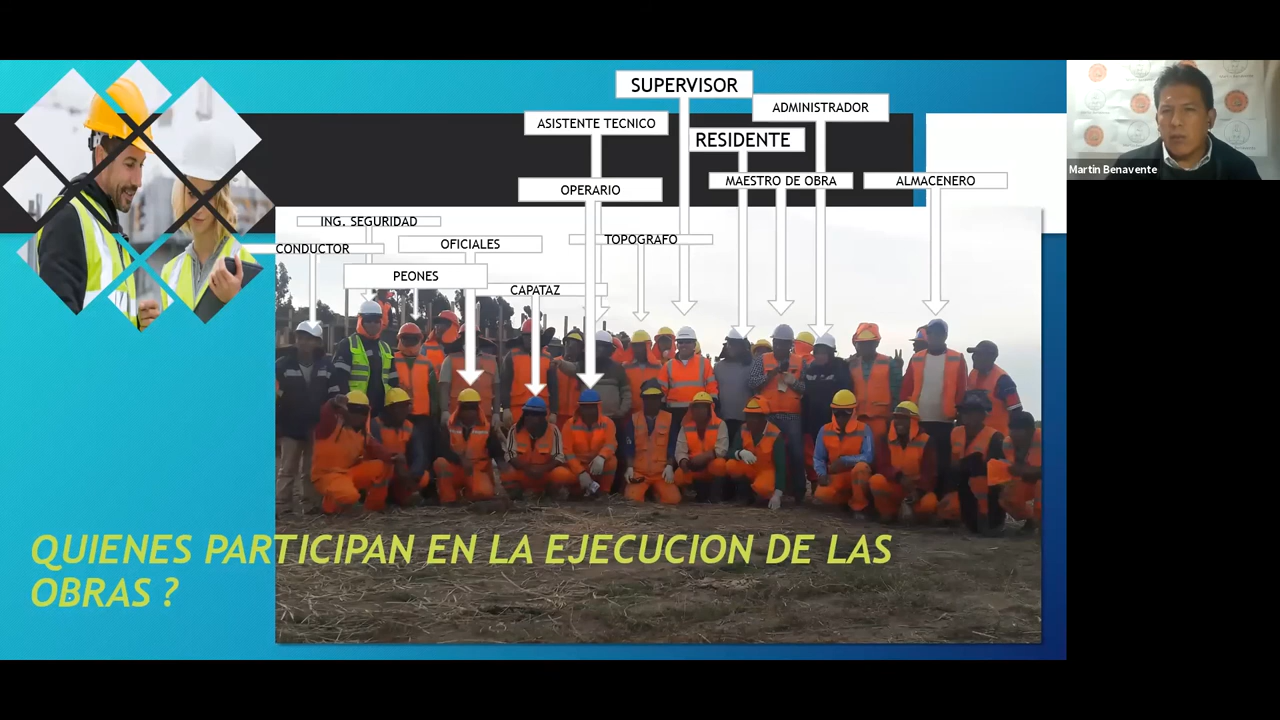 SUPERVISOR
ADMINISTRADOR
ASISTENTE TECNICO
RESIDENTE
MAESTRO DE OBRA
ALMACENERO
OPERARIO
ING. SEGURIDAD
CONDUCTOR
OFICIALES
TOPOGRAFO
PEONES
CAPATAZ
QUIENES PARTICIPAN EN LA EJECUCION DE LAS
OBRAS ?
Martin Benavente